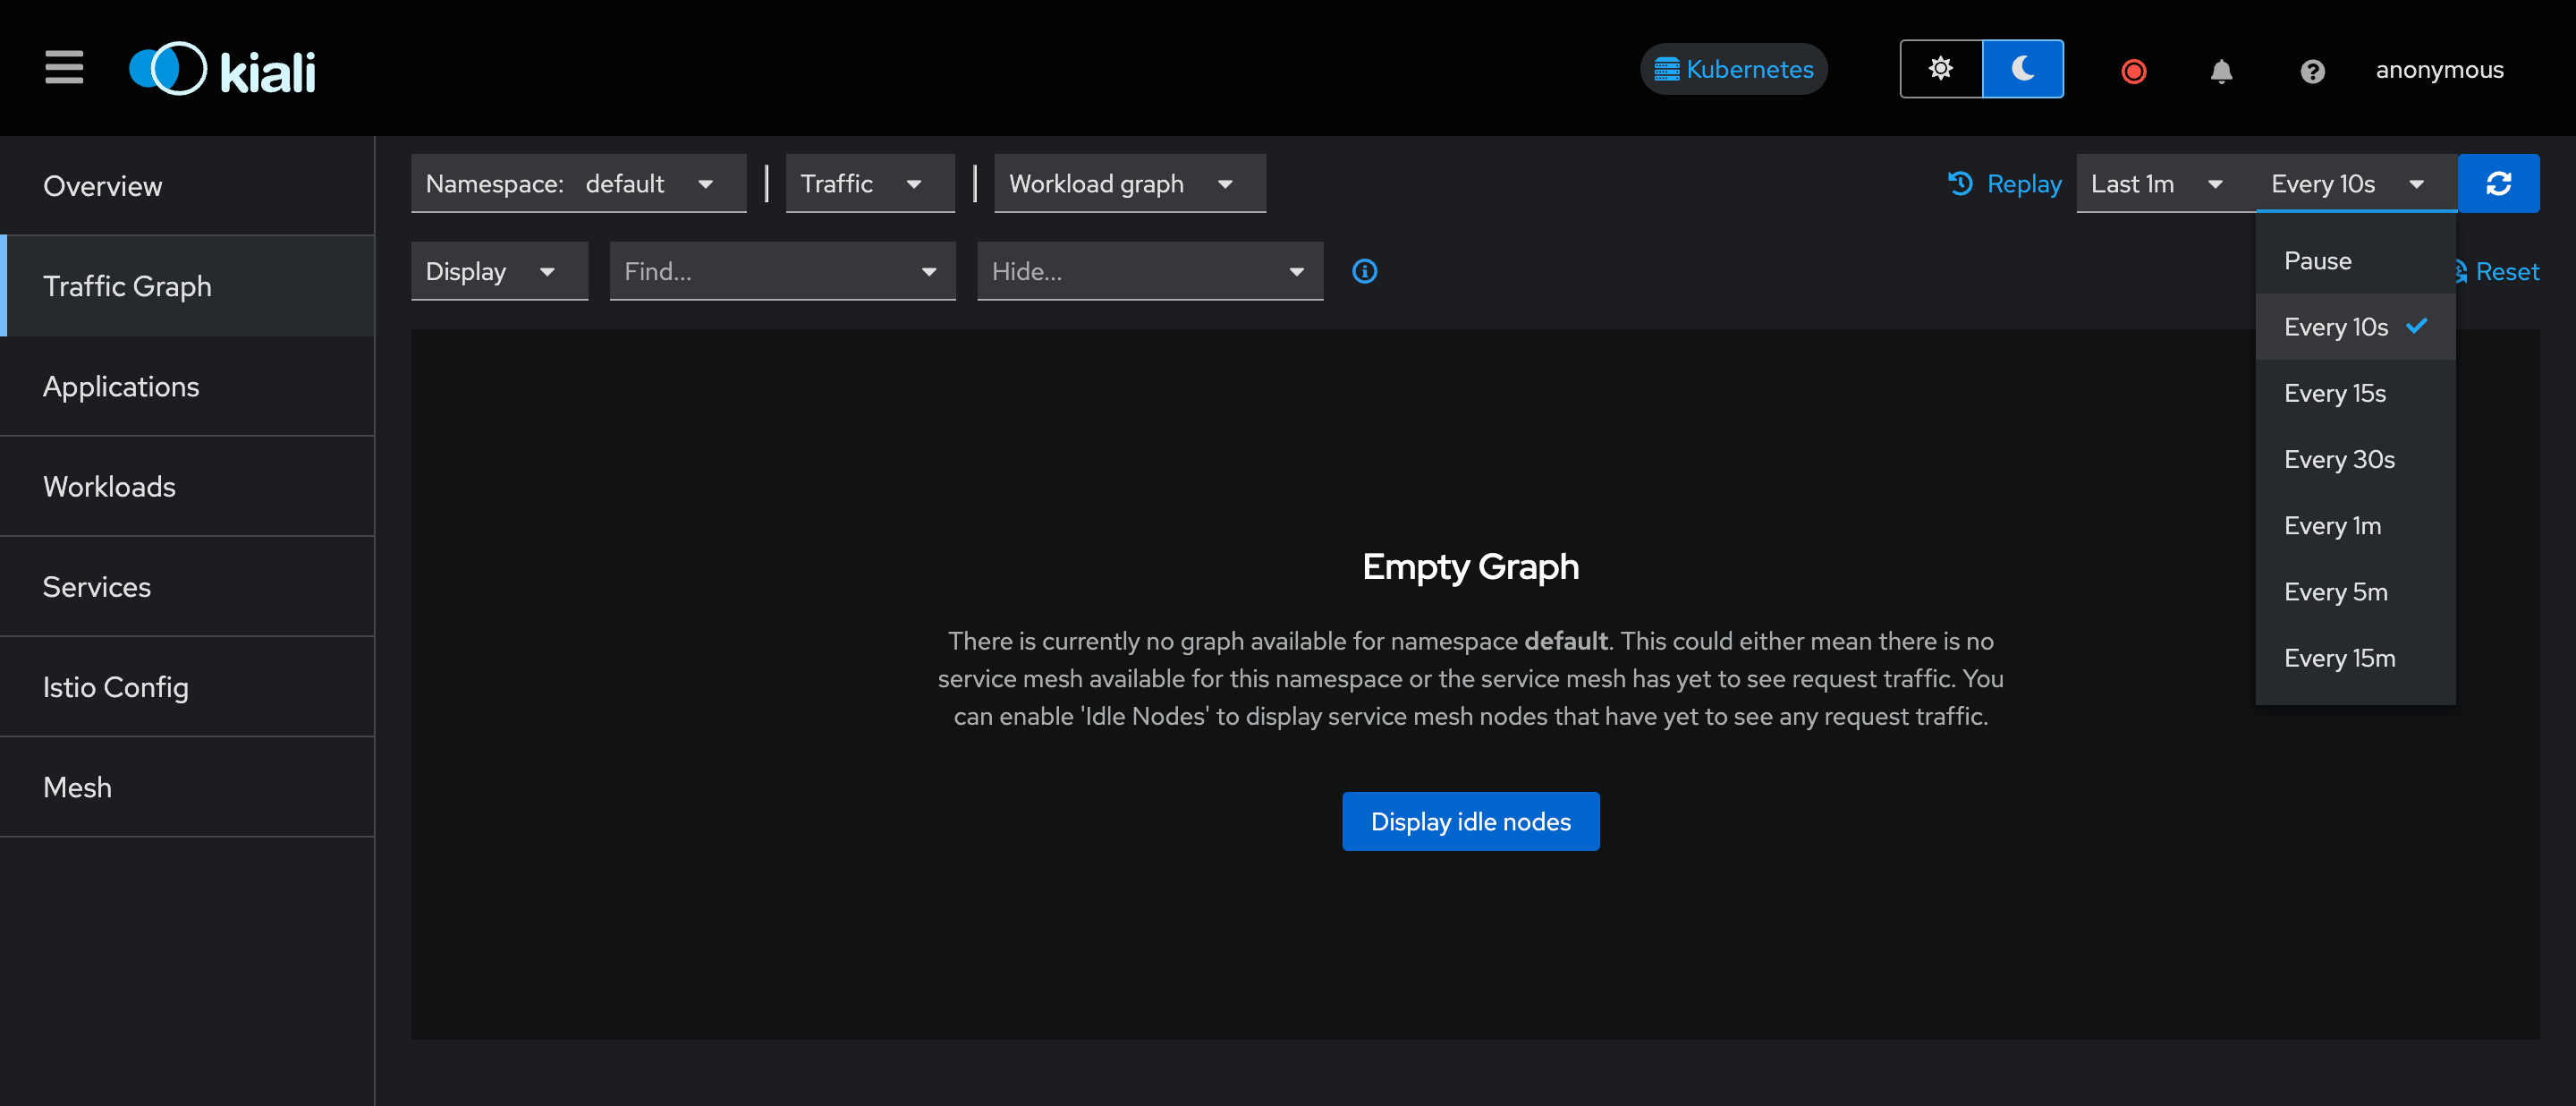 kiali
Kubernetes
anonymous
Overview
Traffic Graph
Applications
Workloads
Services
Istio Config
Mesh
Namespace: default
Traffic
Workload graph
Replay
Last 1m
Every 10s
Display
Find...
Hide...
Reset
Pause
Every 10s
Every 15s
Every 30s
Every 1m
Every 5m
Every 15m
Empty Graph
There is currently no graph available for namespace default. This could either mean there is no
service mesh available for this namespace or the service mesh has yet to see request traffic. You
can enable 'Idle Nodes' to display service mesh nodes that have yet to see any request traffic.
Display idle nodes